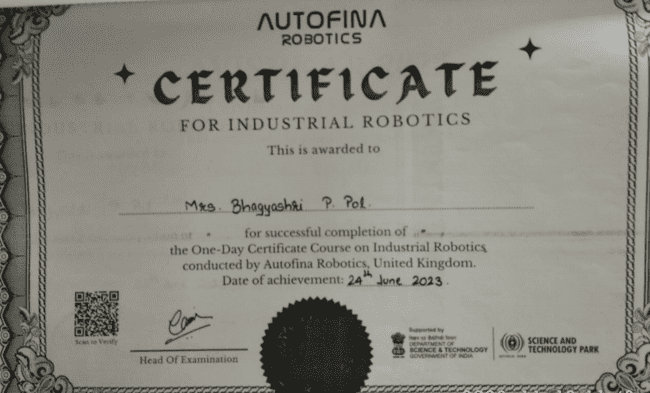 AUTOFINA
ROBOTICS
CERTIFICATE
FOR INDUSTRIAL ROBOTICS
This is awarded to
Mrs. Bhagyashri P. Pol.
for successful completion of
the One-Day Certificate Course on Industrial Robotics
conducted by Autofina Robotics, United Kingdom.
Date of achievement: 24th June 2023.
Scan to Verify
Head Of Examination
Supported by
DEPARTMENT OF
SCIENCE & TECHNOLOGY
GOVERNMENT OF INDIA
SCIENCE AND
TECHNOLOGY PARK